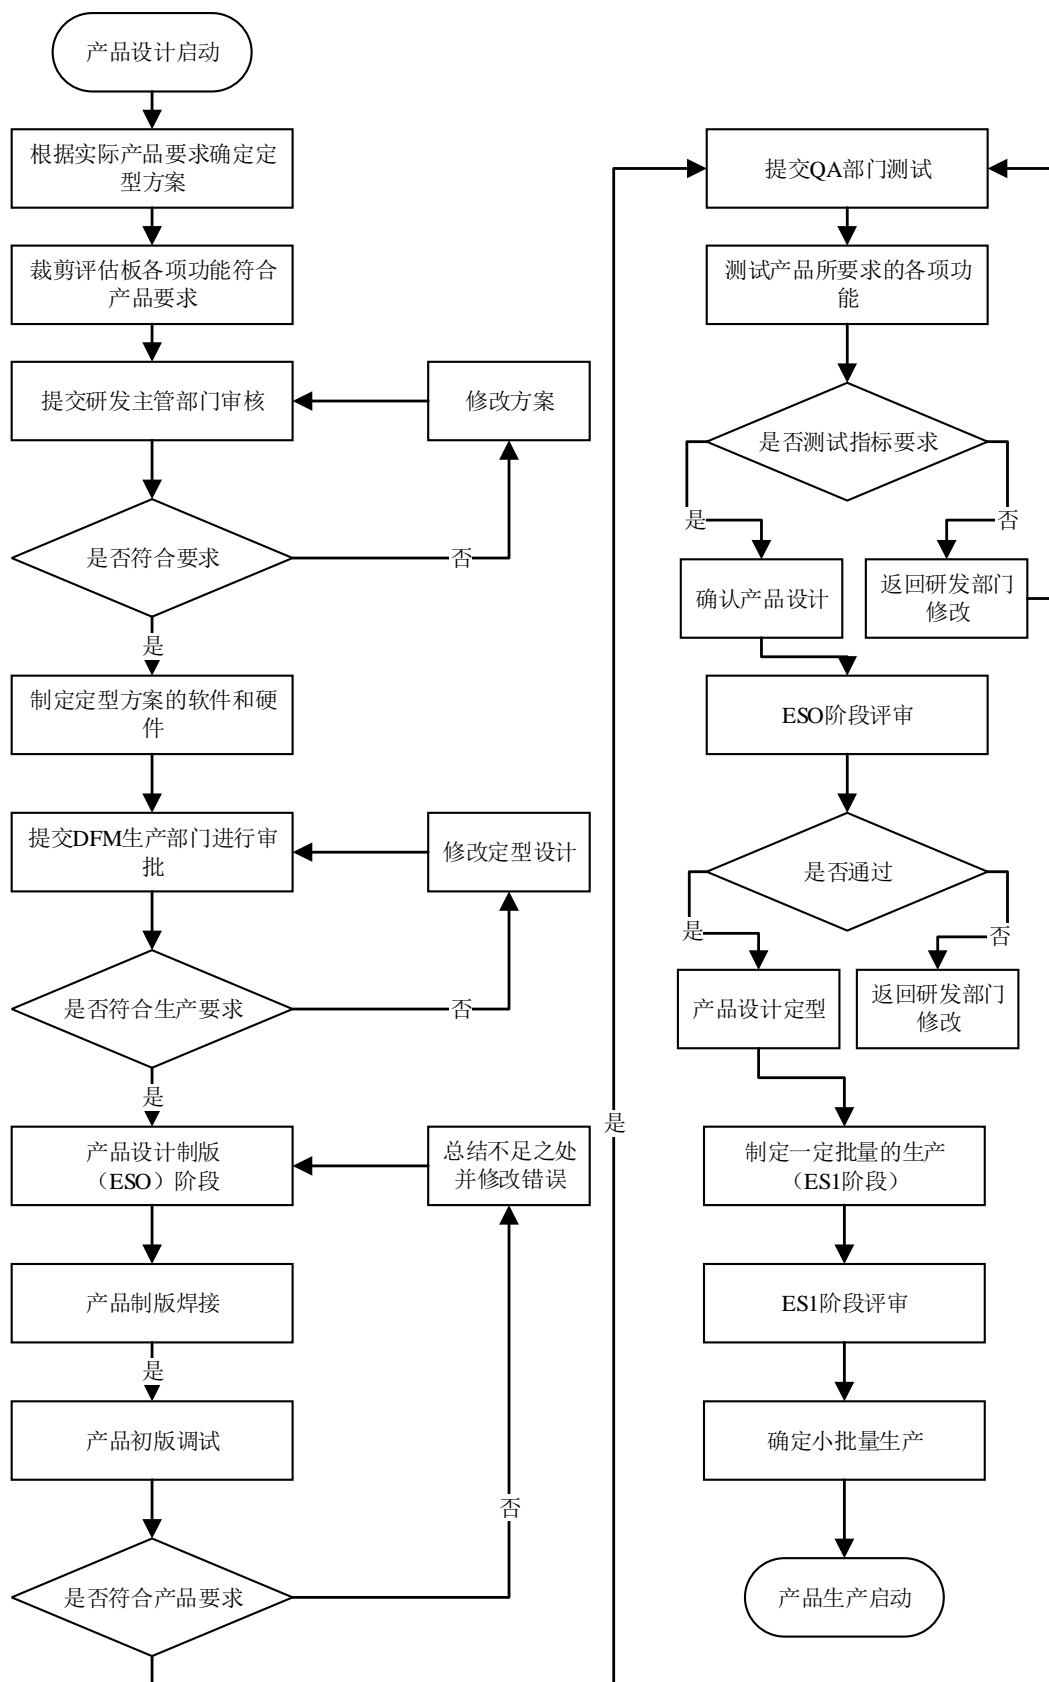 产品设计启动
根据实际产品要求确定定
型方案
裁剪评估板各项功能符合
产品要求
提交研发主管部门审核
修改方案
是否符合要求
否
是
制定定型方案的软件和硬
件
提交DFM生产部门进行审
批
修改定型设计
是否符合生产要求
否
是
产品设计制版
（ESO）阶段
总结不足之处
并修改错误
产品制版焊接
是
产品初版调试
否
是否符合产品要求
是
提交QA部门测试
测试产品所要求的各项功
能
是否测试指标要求
是
否
确认产品设计
返回研发部门
修改
ESO阶段评审
是否通过
是
否
产品设计定型
返回研发部门
修改
制定一定批量的生产
（ES1阶段）
ES1阶段评审
确定小批量生产
产品生产启动